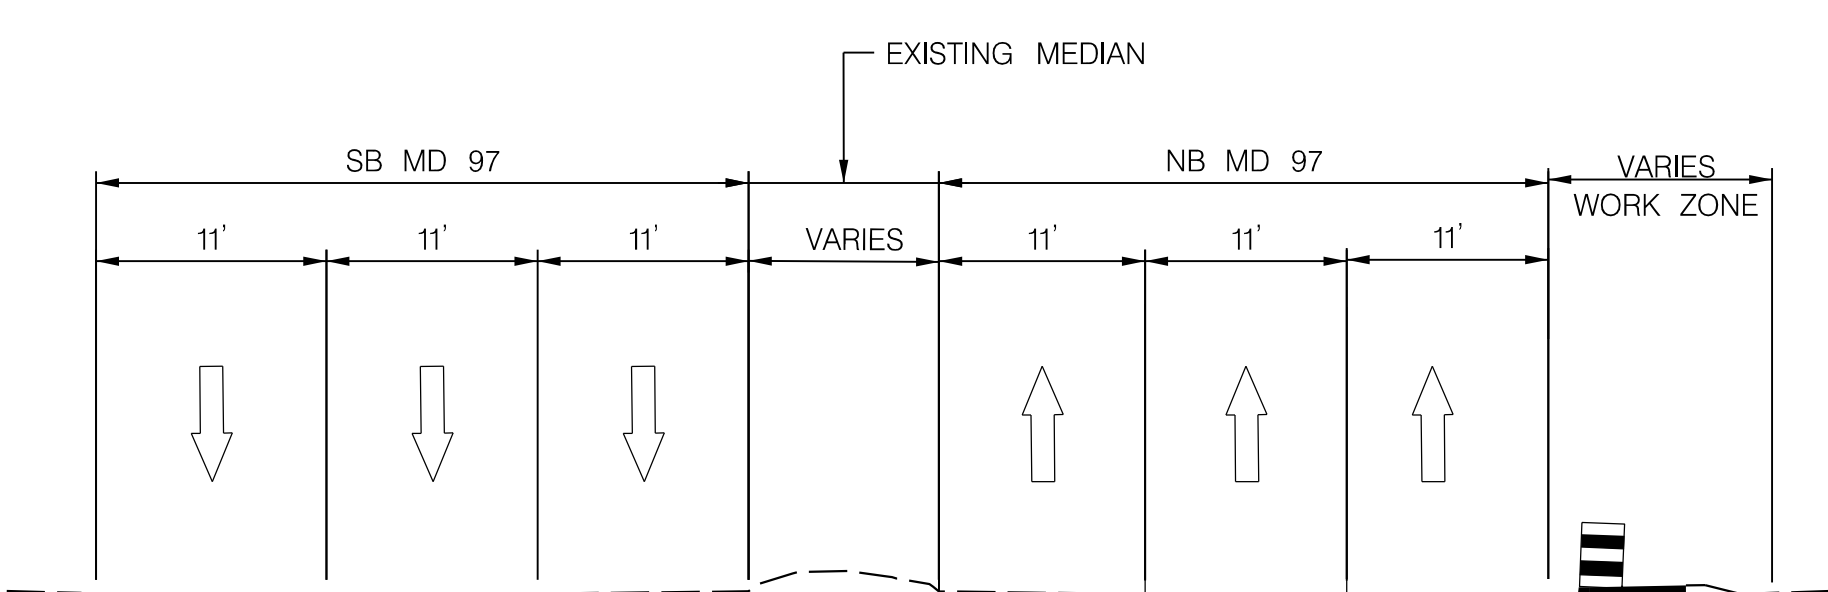 EXISTING MEDIAN
SB MD 97
NB MD 97
VARIES
WORK ZONE
11'
11'
11'
VARIES
11'
11'
11'